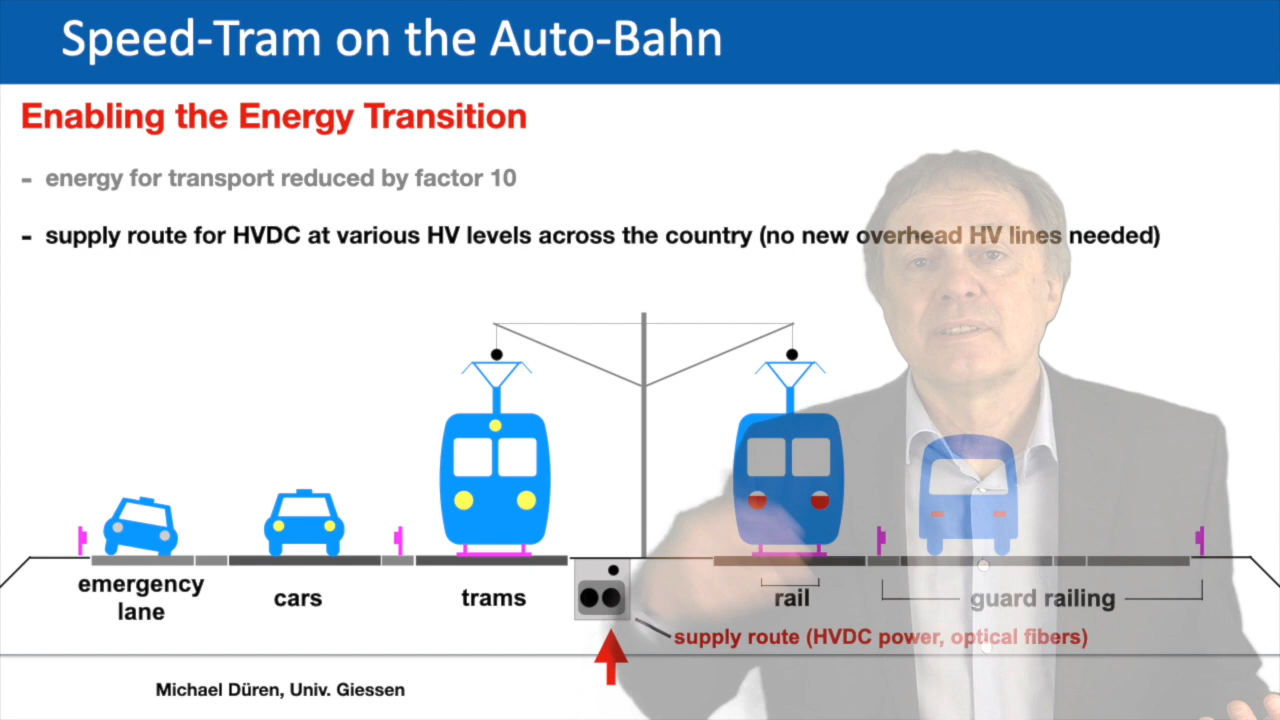 Speed-Tram on the Auto-Bahn
Enabling the Energy Transition
- energy for transport reduced by factor 10
- supply route for HVDC at various HV levels across the country (no new overhead HV lines needed)
emergency
lane
cars
trams
rail
guard railing
supply route (HVDC power, optical fibers)
Michael Düren, Univ. Giessen